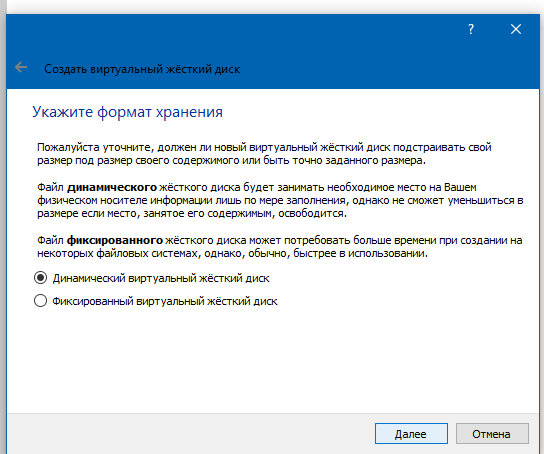 ?
Создать виртуальный жёсткий диск
Укажите формат хранения
Пожалуйста уточните, должен ли новый виртуальный жёсткий диск подстраивать свой
размер под размер своего содержимого или быть точно заданного размера.
Файл динамического жёсткого диска будет занимать необходимое место на Вашем
физическом носителе информации лишь по мере заполнения, однако не сможет уменьшиться в
размере если место, занятое его содержимым, освободится.
Файл фиксированного жёсткого диска может потребовать больше времени при создании на
некоторых файловых системах, однако, обычно, быстрее в использовании.
Динамический виртуальный жёсткий диск
Фиксированный виртуальный жёсткий диск
Далее Отмена